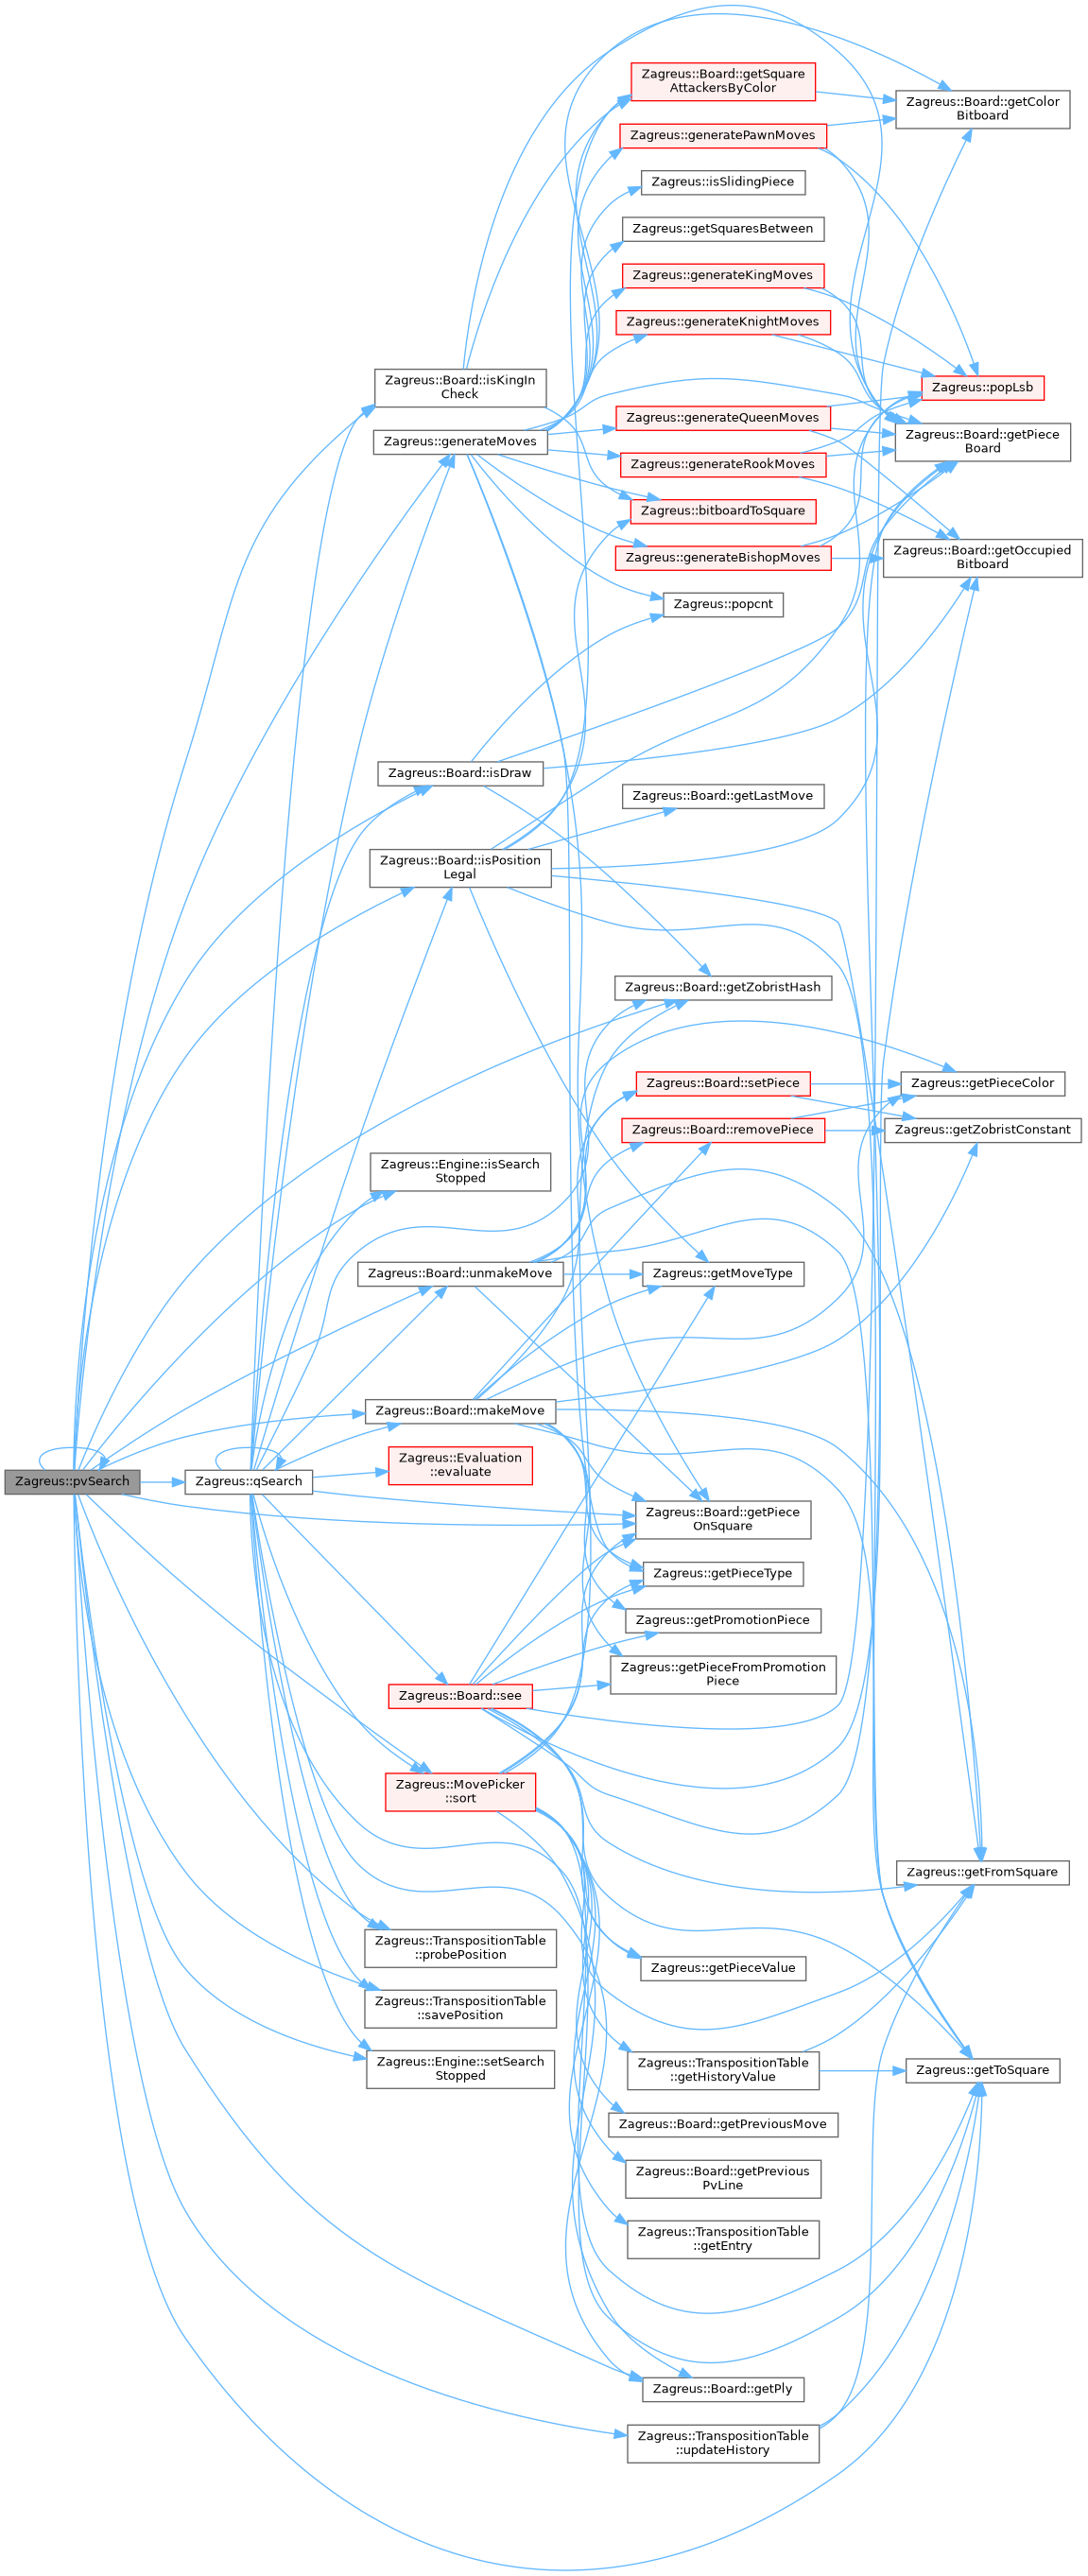 Zagreus::pvSearch
Zagreus::qSearch
Zagreus::Board::isKingIn
Check
Zagreus::generateMoves
Zagreus::Board::isDraw
Zagreus::Board::isPosition
Legal
Zagreus::Engine::isSearch
Stopped
Zagreus::Board::unmakeMove
Zagreus::Board::makeMove
Zagreus::Evaluation
::evaluate
Zagreus::Board::see
Zagreus::MovePicker
::sort
Zagreus::TranspositionTable
::probePosition
Zagreus::TranspositionTable
::savePosition
Zagreus::Engine::setSearch
Stopped
Zagreus::Board::getSquare
AttackersByColor
Zagreus::generatePawnMoves
Zagreus::isSlidingPiece
Zagreus::getSquaresBetween
Zagreus::generateKingMoves
Zagreus::generateKnightMoves
Zagreus::generateQueenMoves
Zagreus::generateRookMoves
Zagreus::bitboardToSquare
Zagreus::generateBishopMoves
Zagreus::popcnt
Zagreus::Board::getLastMove
Zagreus::Board::getZobristHash
Zagreus::Board::setPiece
Zagreus::Board::removePiece
Zagreus::getMoveType
Zagreus::Board::getPiece
OnSquare
Zagreus::getPieceType
Zagreus::getPromotionPiece
Zagreus::getPieceFromPromotion
Piece
Zagreus::getPieceValue
Zagreus::TranspositionTable
::getHistoryValue
Zagreus::Board::getPreviousMove
Zagreus::Board::getPrevious
PvLine
Zagreus::TranspositionTable
::getEntry
Zagreus::Board::getPly
Zagreus::TranspositionTable
::updateHistory
Zagreus::Board::getColor
Bitboard
Zagreus::popLsb
Zagreus::Board::getPiece
Board
Zagreus::Board::getOccupied
Bitboard
Zagreus::getPieceColor
Zagreus::getZobristConstant
Zagreus::getFromSquare
Zagreus::getToSquare